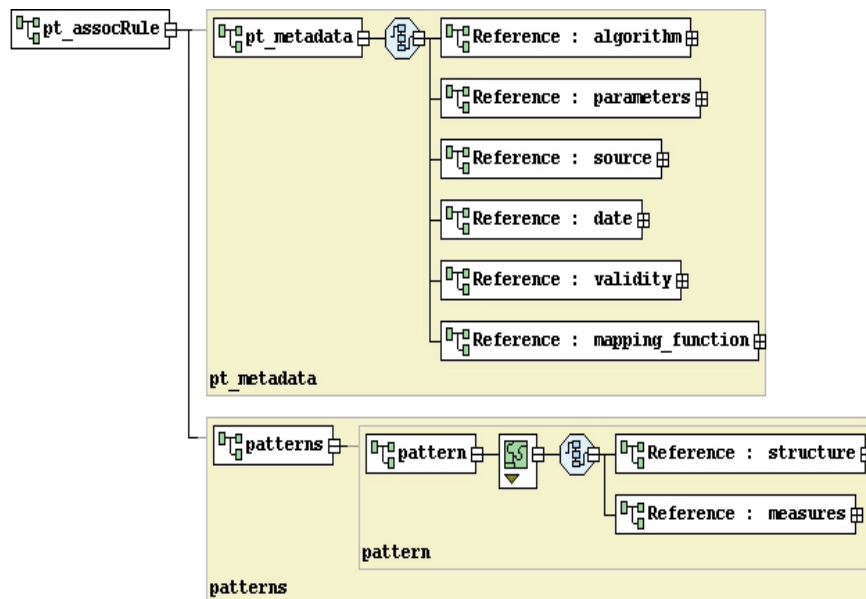 pt_assocRule
pt_metadata
Reference : algorithm
Reference : parameters
Reference : source
Reference : date
Reference : validity
Reference : mapping_function
pt_metadata
patterns
pattern
Reference : structure
Reference : measures
pattern
patterns